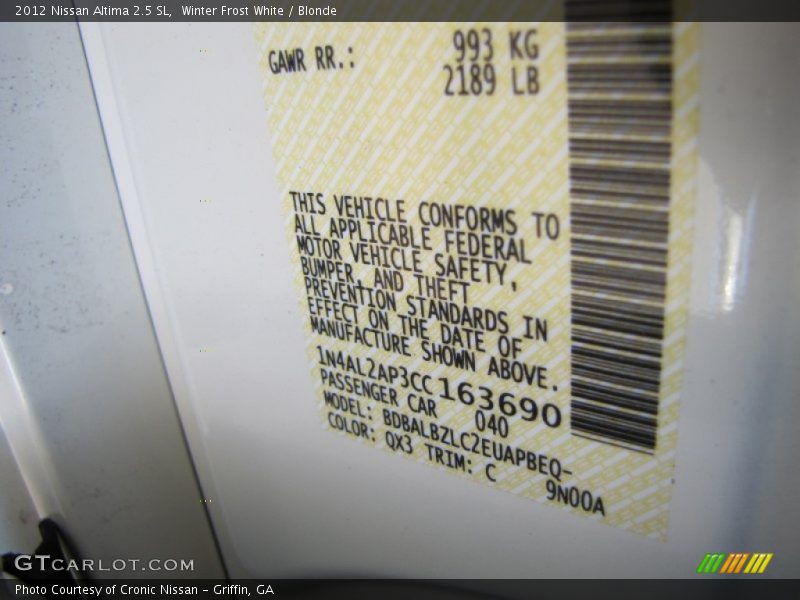 2012 Nissan Altima 2.5 SL,  Winter Frost White / Blonde
GAWR RR.: 993 KG
2189 LB
THIS VEHICLE CONFORMS TO
ALL APPLICABLE FEDERAL
MOTOR VEHICLE SAFETY,
BUMPER, AND THEFT
PREVENTION STANDARDS IN
EFFECT ON THE DATE OF
MANUFACTURE SHOWN ABOVE.
1N4AL2AP3CC163690
PASSENGER CAR 040
MODEL: BDBALBZLC2EUAPBEQ-
COLOR: QX3 TRIM: C 9N00A
GTCARLOT.COM
Photo Courtesy of Cronic Nissan - Griffin, GA